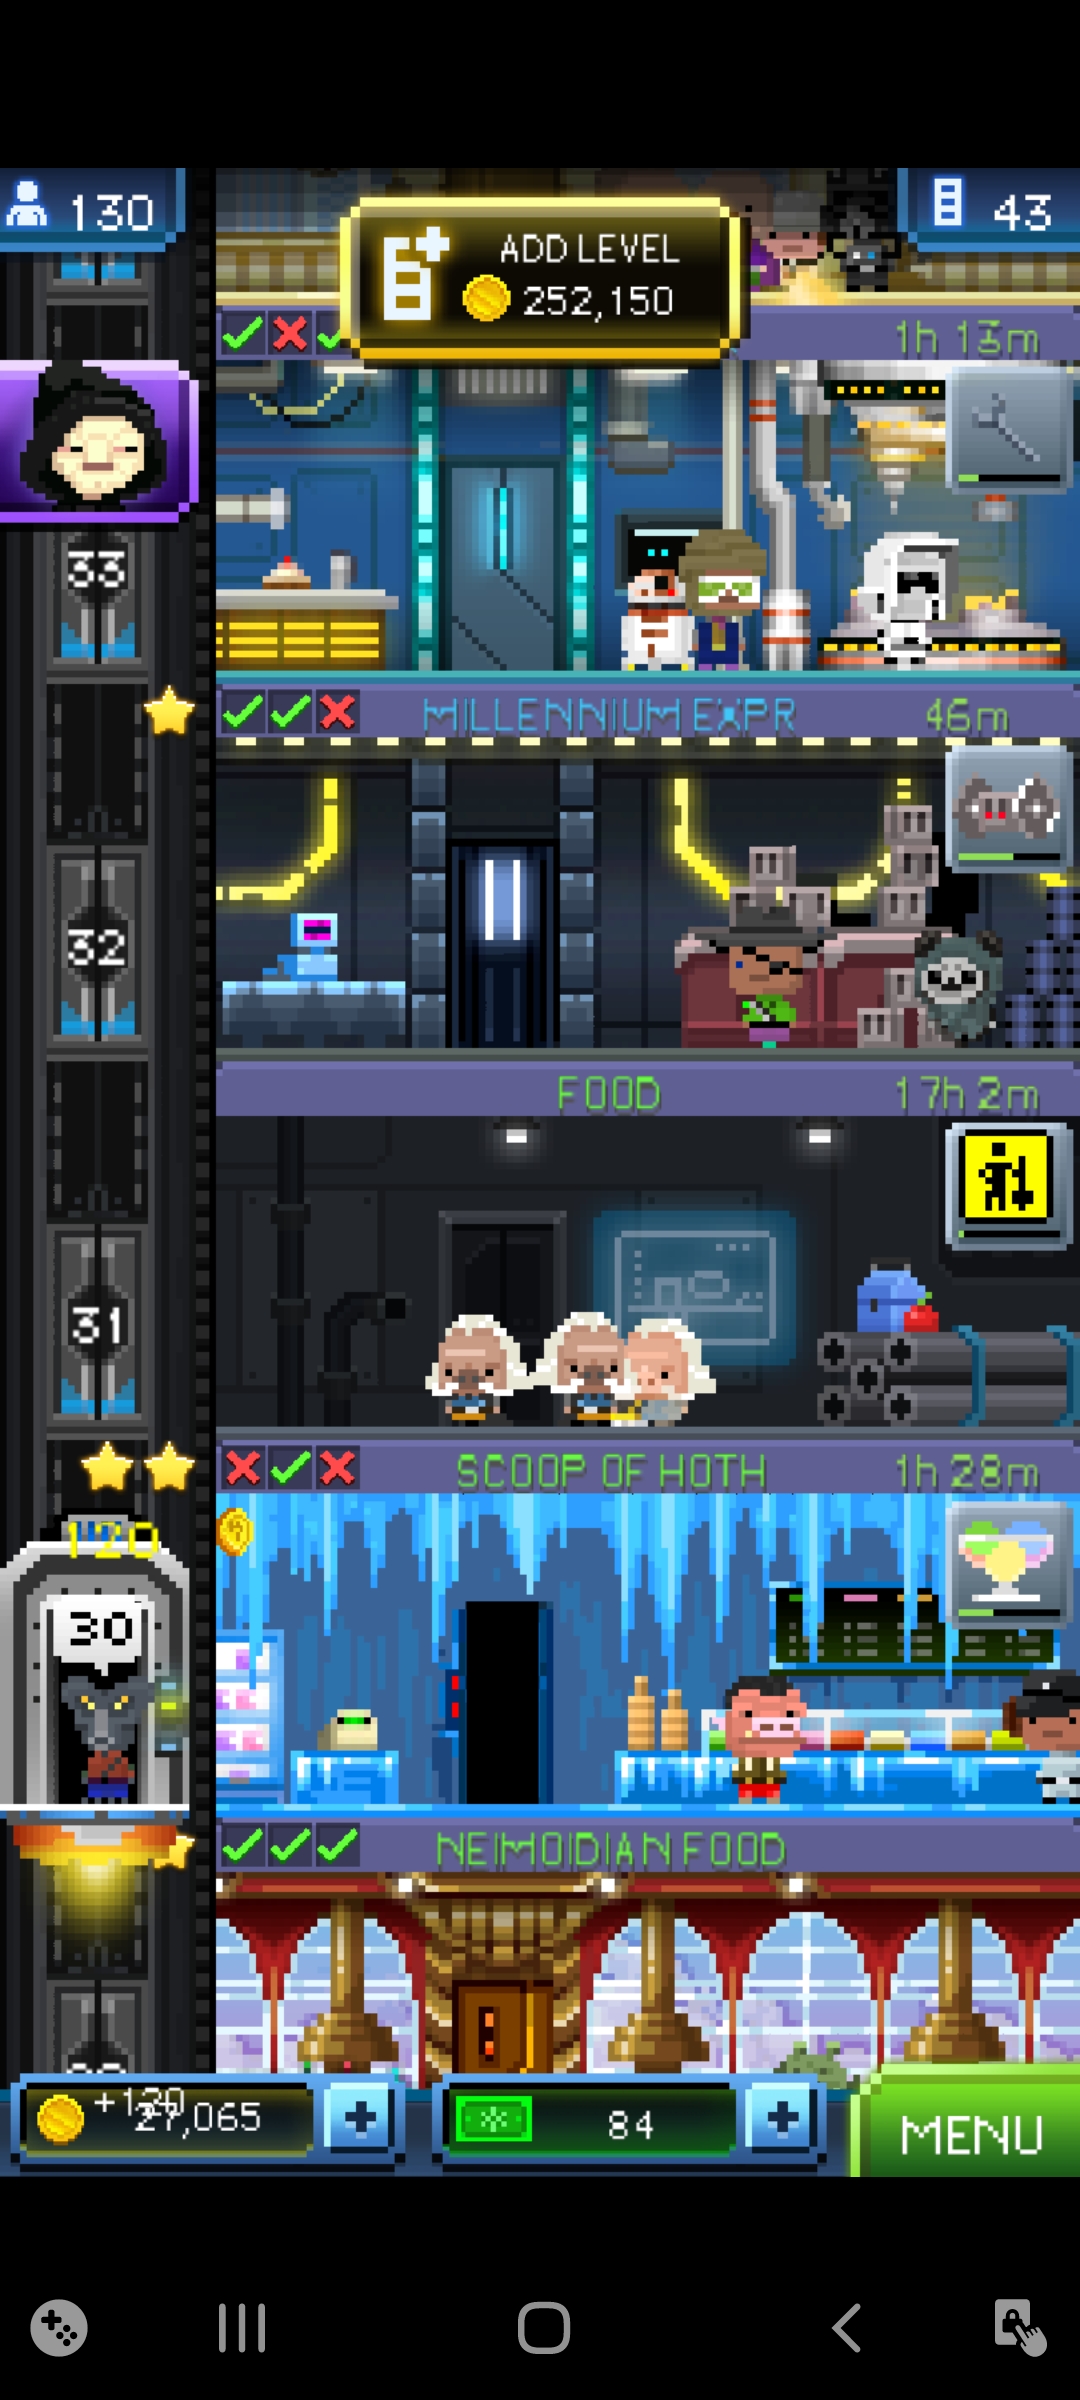 130
43
ADD LEVEL
252,150
1h 13m
33
MILLENNIUM EXPR
46m
32
FOOD
17h 2m
31
SCOOP OF HOTH
1h 28m
120
30
NEIMOIDIAN FOOD
+120
27,065
84
MENU